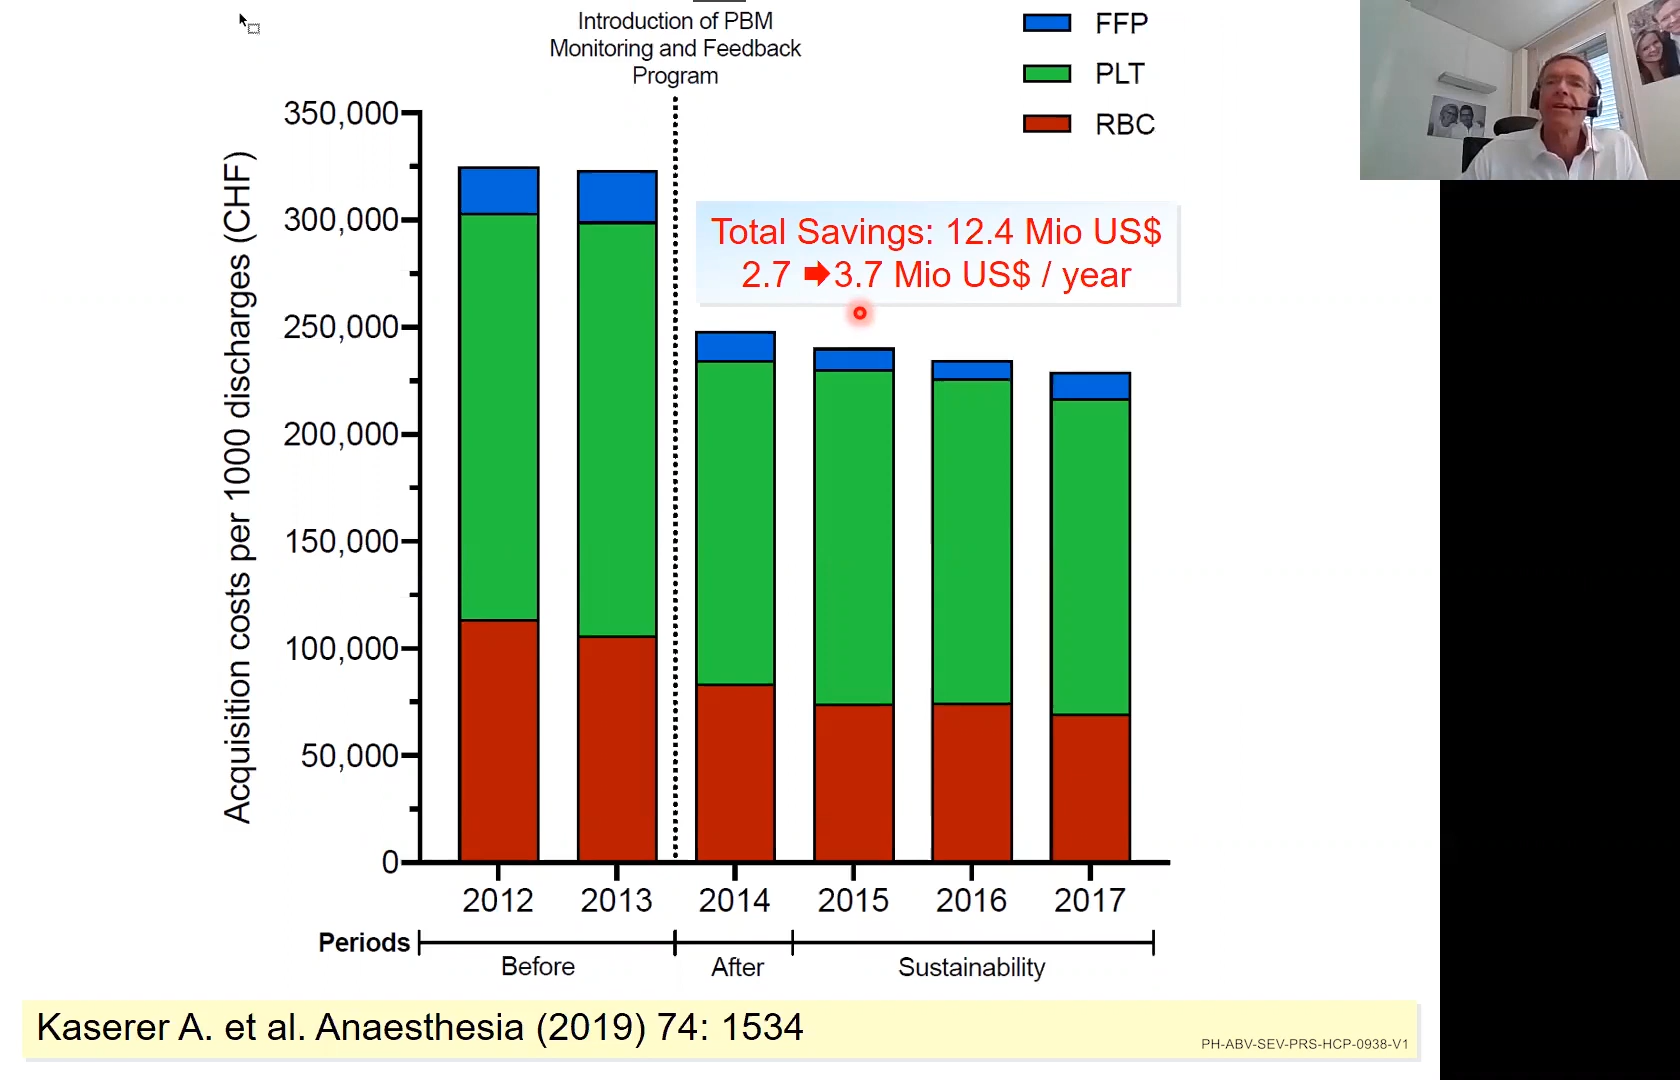 Introduction of PBM
Monitoring and Feedback
Program
FFP
PLT
RBC
Acquisition costs per 1000 discharges (CHF)
350,000
300,000
250,000
200,000
150,000
100,000
50,000
0
Total Savings: 12.4 Mio US$
2.7 ➡3.7 Mio US$ / year
2012 2013 2014 2015 2016 2017
Periods
Before After Sustainability
Kaserer A. et al. Anaesthesia (2019) 74: 1534
PH-ABV-SEV-PRS-HCP-0938-V1